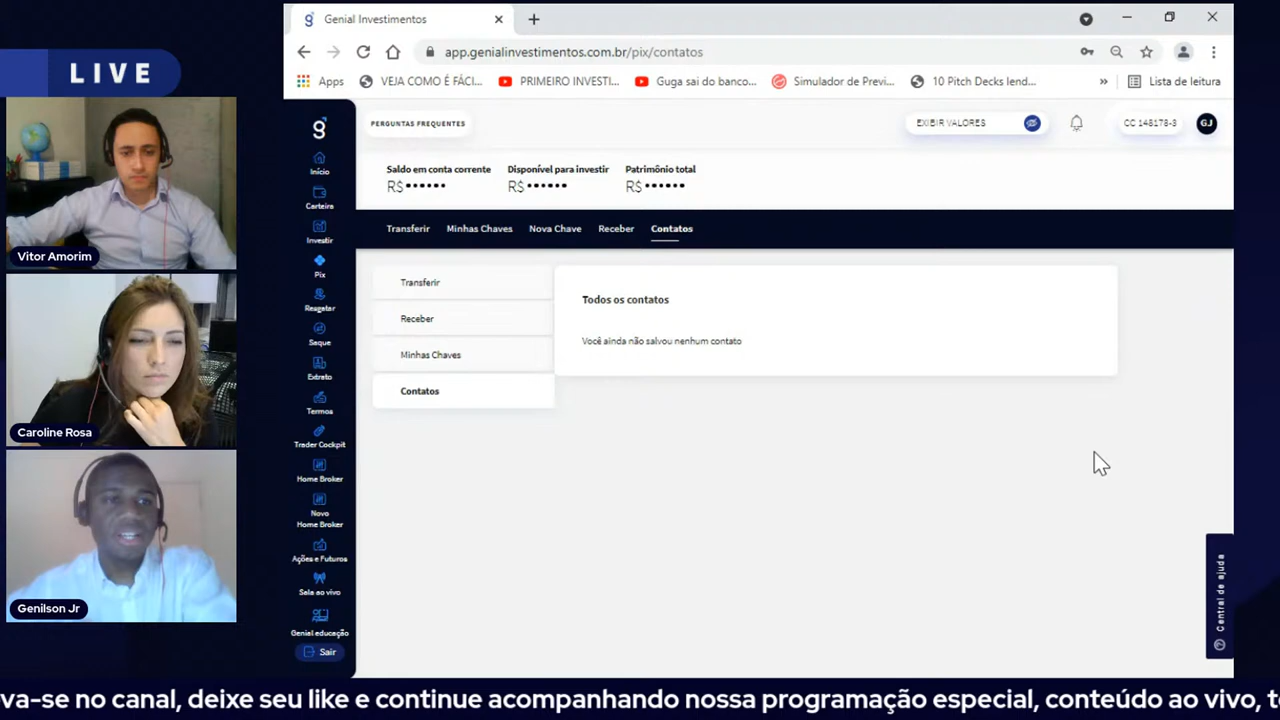 LIVE
Vitor Amorim
Caroline Rosa
Genilson Jr
Genial Investimentos
app.genialinvestimentos.com.br/pix/contatos
Apps
VEJA COMO É FÁCI...
PRIMEIRO INVESTI...
Guga sai do banco...
Simulador de Previ...
10 Pitch Decks lend...
»
Lista de leitura
g
PERGUNTAS FREQUENTES
EXIBIR VALORES
CC 148178-3
GJ
Saldo em conta corrente
R$ ••••••
Disponível para investir
R$ ••••••
Patrimônio total
R$ ••••••
Transferir
Minhas Chaves
Nova Chave
Receber
Contatos
Início
Carteira
Investir
Pix
Resgatar
Saque
Extrato
Termos
Trader Cockpit
Home Broker
Novo
Home Broker
Ações e Futuros
Sala ao vivo
Genial educação
Sair
Transferir
Receber
Minhas Chaves
Contatos
Todos os contatos
Você ainda não salvou nenhum contato
Central de ajuda
va-se no canal, deixe seu like e continue acompanhando nossa programação especial, conteúdo ao vivo, t